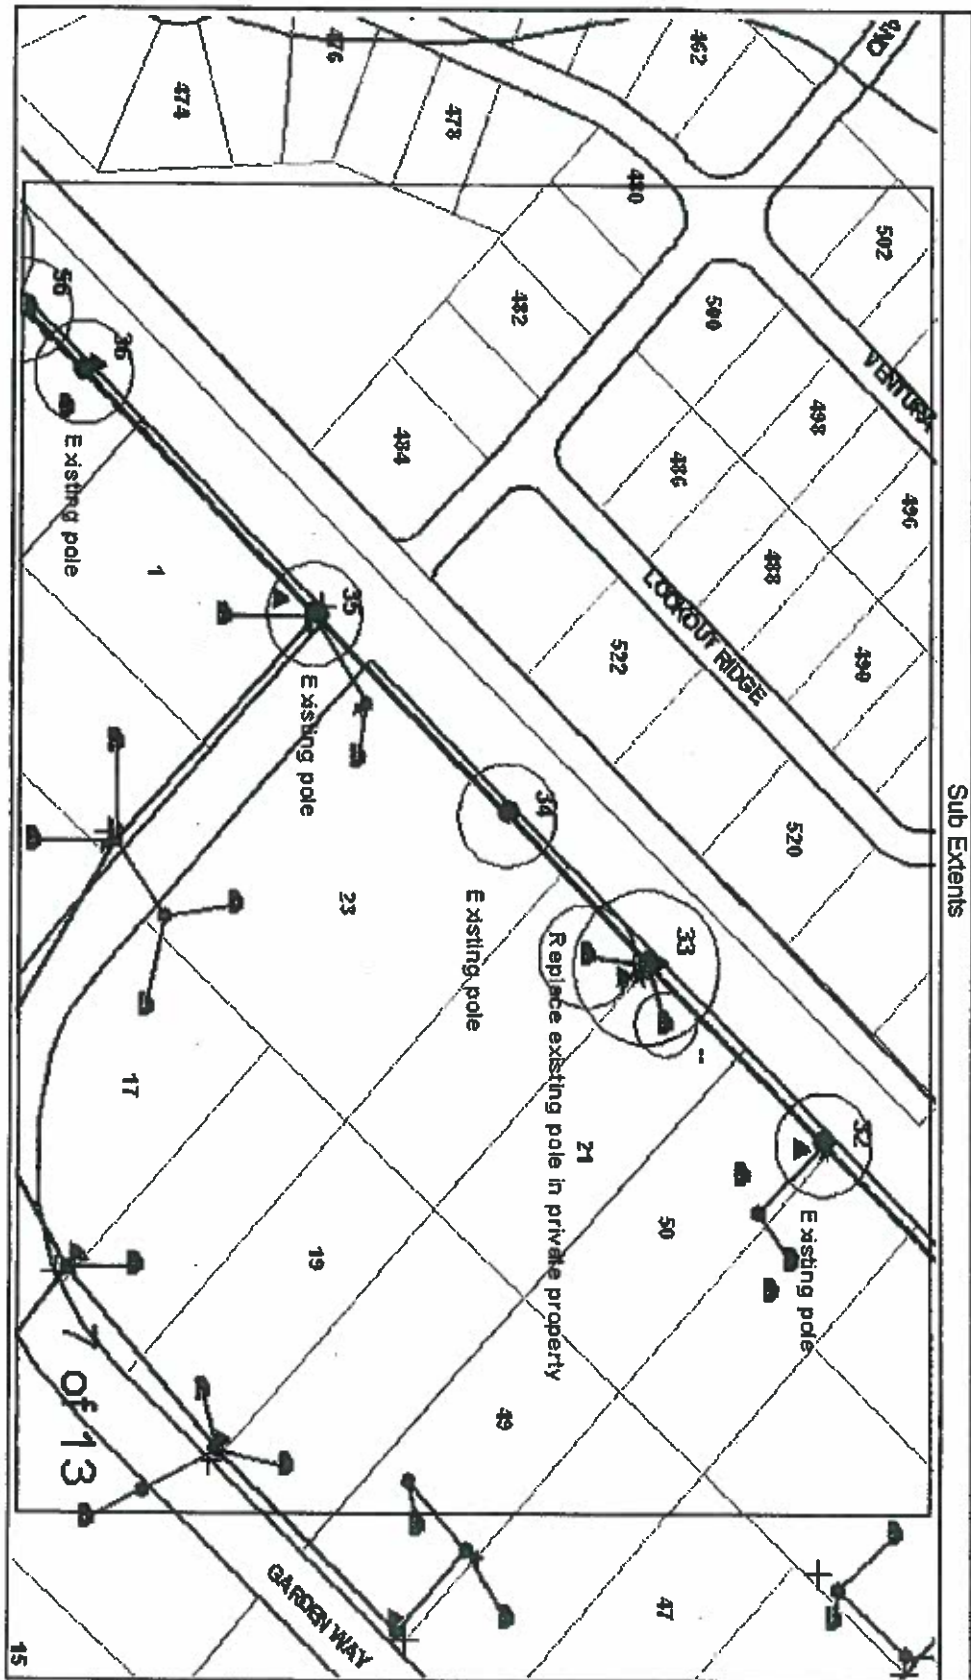 Sub Extents
2ND
VENTURA
LOOKOUT RIDGE
GARDEN WAY
462
476
474
478
480
502
482
500
484
498
486
496
488
490
522
520
56
36
Existing pole
1
35
Existing pole
34
Existing pole
23
33
Replace existing pole in private property
--
32
Existing pole
17
21
50
19
49
47
7 of 13
15